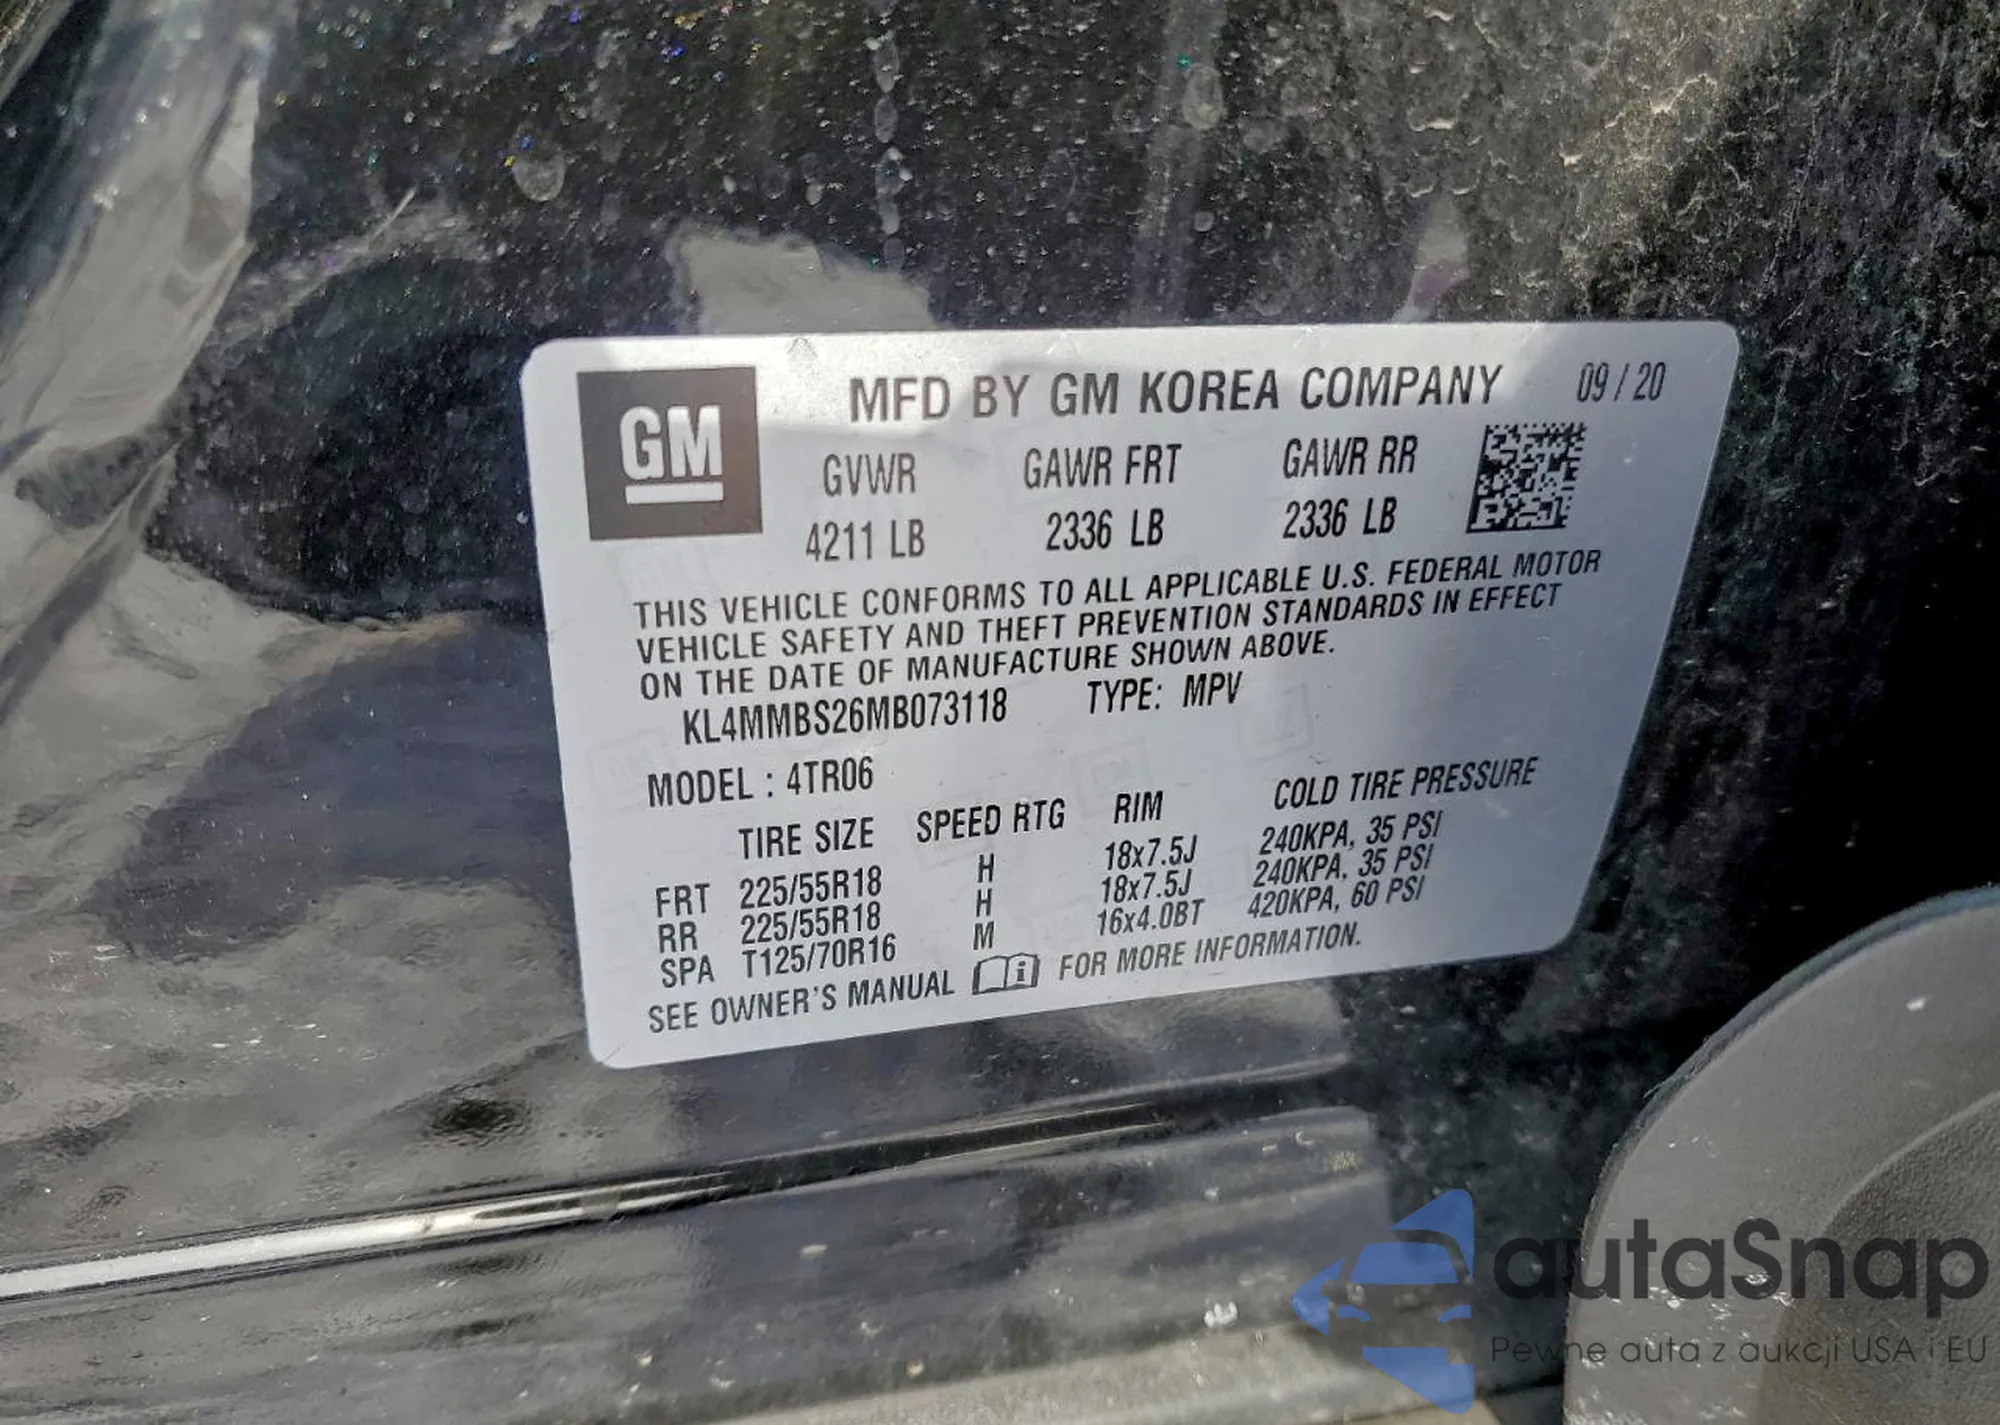 GM
MFD BY GM KOREA COMPANY 09 / 20
GVWR GAWR FRT GAWR RR
4211 LB 2336 LB 2336 LB
THIS VEHICLE CONFORMS TO ALL APPLICABLE U.S. FEDERAL MOTOR
VEHICLE SAFETY AND THEFT PREVENTION STANDARDS IN EFFECT
ON THE DATE OF MANUFACTURE SHOWN ABOVE.
KL4MMBS26MB073118 TYPE: MPV
MODEL : 4TR06
TIRE SIZE SPEED RTG RIM COLD TIRE PRESSURE
FRT 225/55R18 H 18x7.5J 240KPA, 35 PSI
RR 225/55R18 H 18x7.5J 240KPA, 35 PSI
SPA T125/70R16 M 16x4.0BT 420KPA, 60 PSI
SEE OWNER'S MANUAL FOR MORE INFORMATION.
autaSnap
Pewne auta z aukcji USA i EU